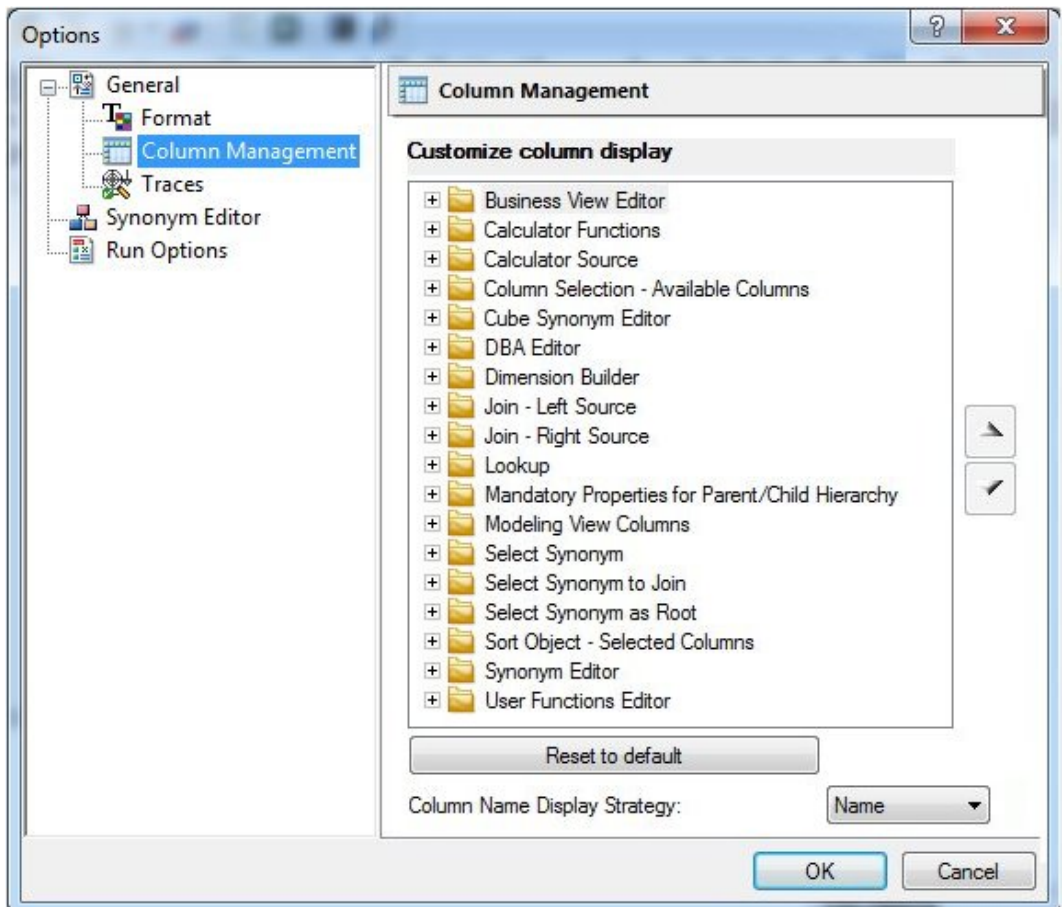 Options
General
Format
Column Management
Traces
Synonym Editor
Run Options
Column Management
Customize column display
Business View Editor
Calculator Functions
Calculator Source
Column Selection - Available Columns
Cube Synonym Editor
DBA Editor
Dimension Builder
Join - Left Source
Join - Right Source
Lookup
Mandatory Properties for Parent/Child Hierarchy
Modeling View Columns
Select Synonym
Select Synonym to Join
Select Synonym as Root
Sort Object - Selected Columns
Synonym Editor
User Functions Editor
Reset to default
Column Name Display Strategy: Name
OK Cancel